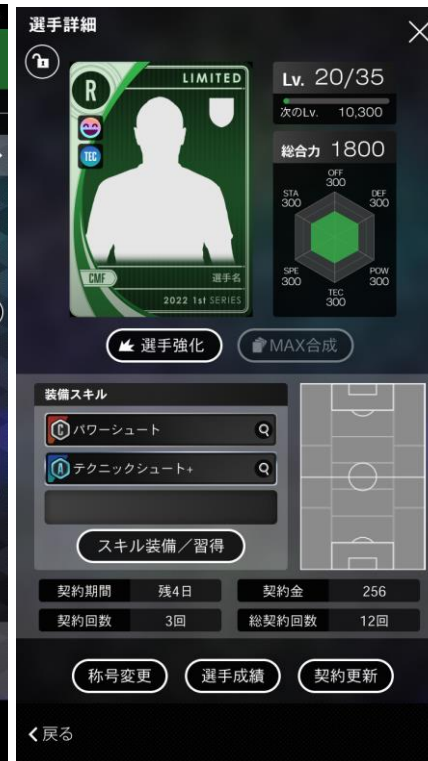 選手詳細
R
LIMITED
TEC
CMF
選手名
2022 1st SERIES
Lv. 20/35
次のLv. 10,300
総合力 1800
OFF
300
STA
300
DEF
300
SPE
300
POW
300
TEC
300
選手強化
MAX合成
装備スキル
C パワーシュート
A テクニックシュート+
スキル装備／習得
契約期間 残4日
契約金 256
契約回数 3回
総契約回数 12回
称号変更
選手成績
契約更新
戻る